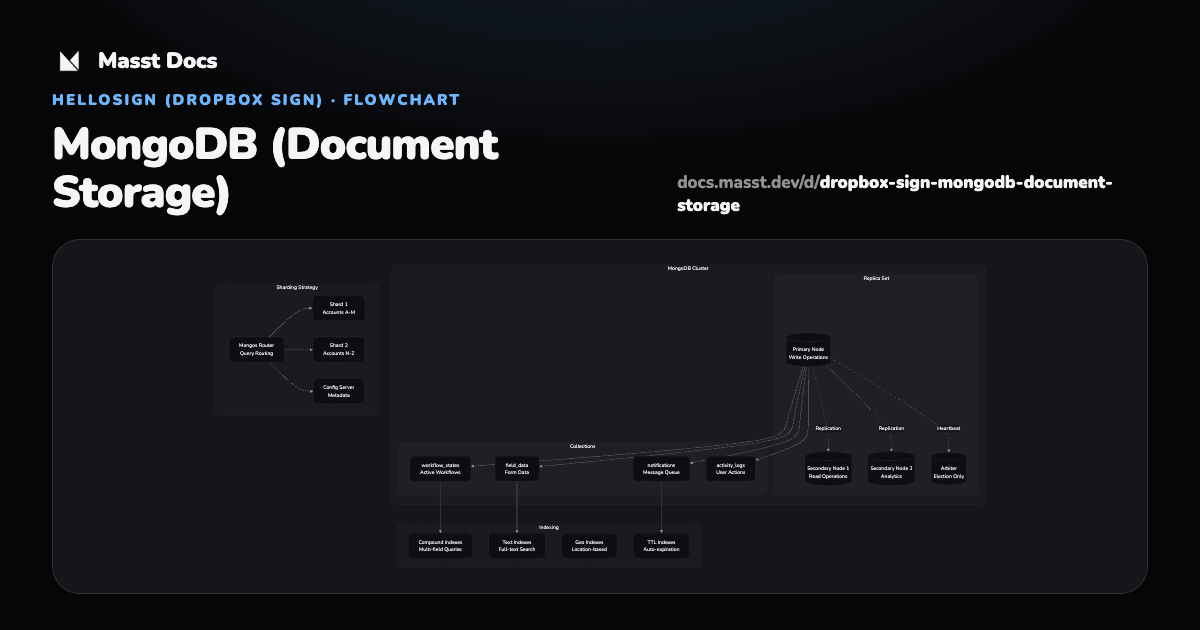 Masst Docs
HELLOSIGN (DROPBOX SIGN) · FLOWCHART
MongoDB (Document
Storage)
docs.masst.dev/d/dropbox-sign-mongodb-document-
storage
MongoDB Cluster
Replica Set
Sharding Strategy
Shard 1
Accounts A-M
Mongos Router
Query Routing
Shard 2
Accounts N-Z
Config Server
Metadata
Primary Node
Write Operations
Replication
Replication
Heartbeat
Collections
workflow_states
Active Workflows
field_data
Form Data
notifications
Message Queue
activity_logs
User Actions
Secondary Node 1
Read Operations
Secondary Node 2
Analytics
Arbiter
Election Only
Indexing
Compound Indexes
Multi-field Queries
Text Indexes
Full-text Search
Geo Indexes
Location-based
TTL Indexes
Auto-expiration